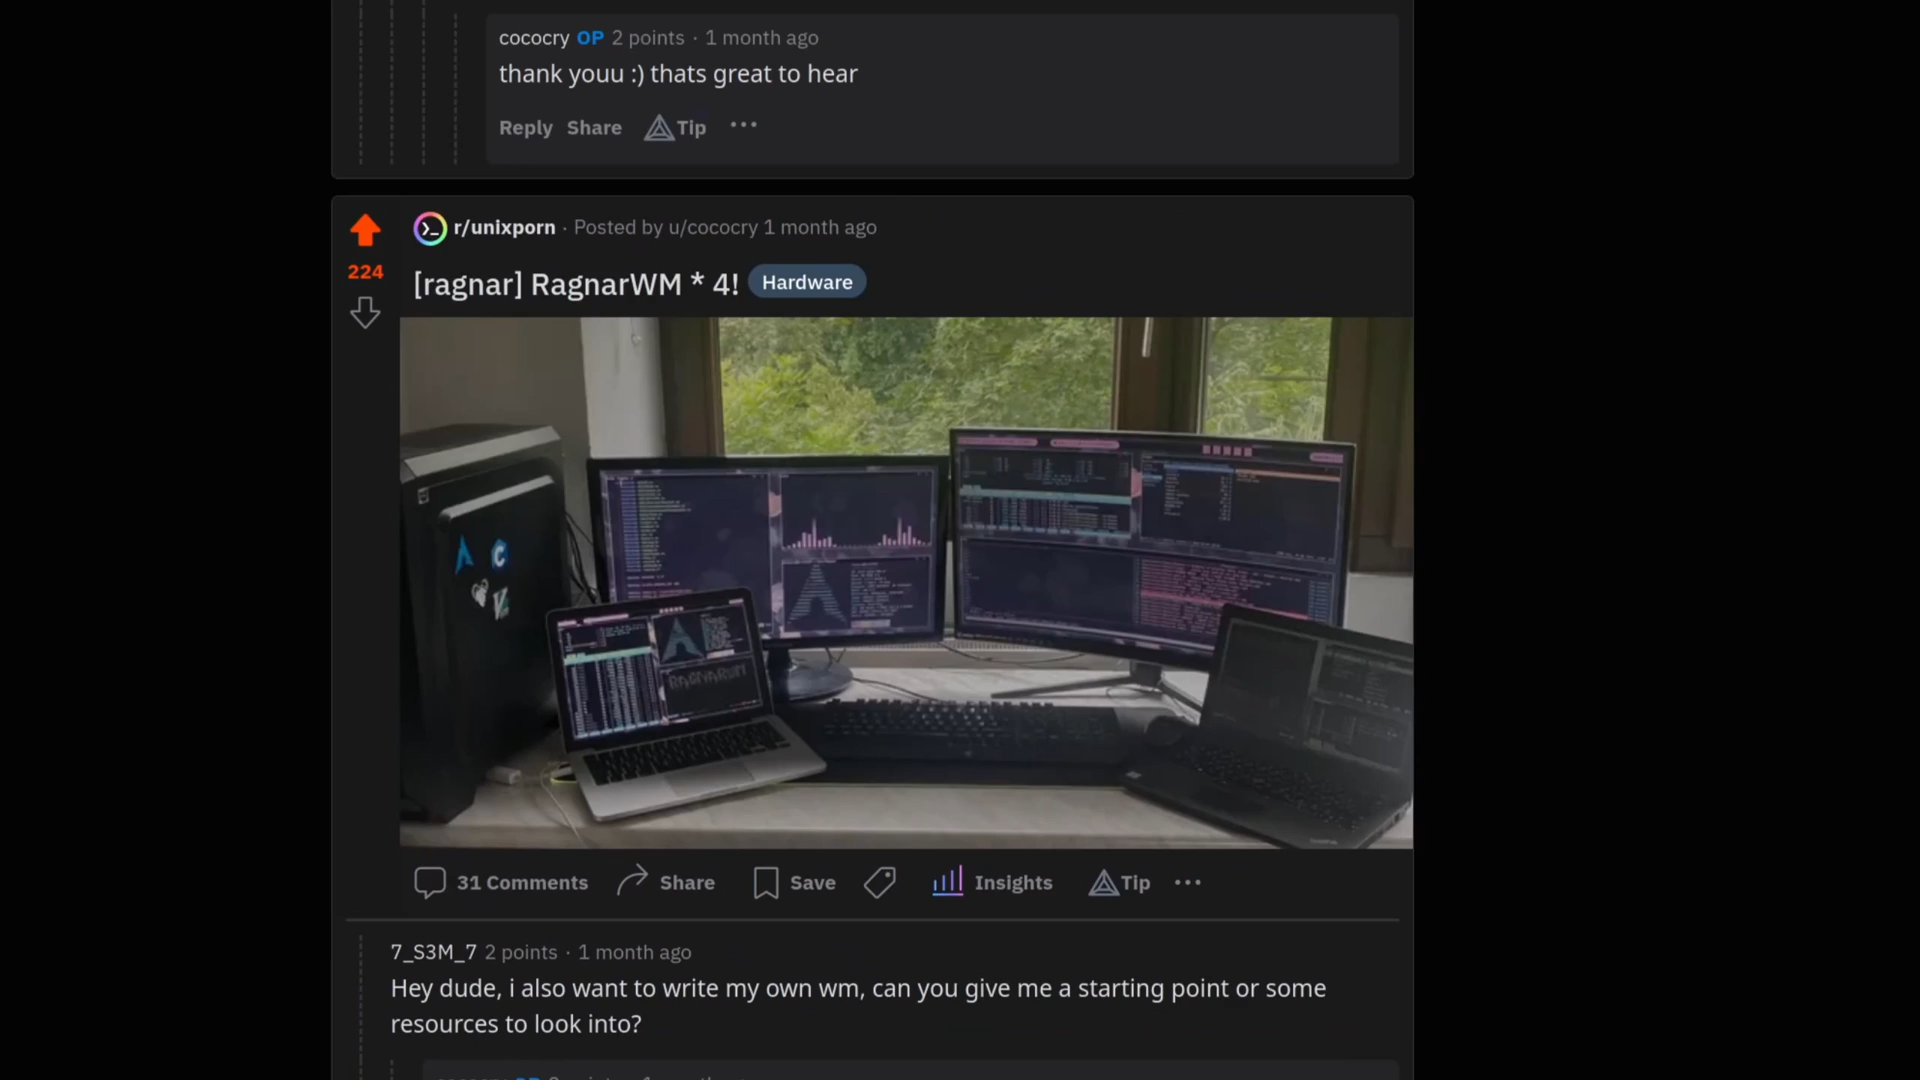 cococry OP 2 points · 1 month ago
thank youu :) thats great to hear
Reply Share Tip ···
r/unixporn · Posted by u/cococry 1 month ago
224
[ragnar] RagnarWM * 4! Hardware
RAGNARWM
31 Comments Share Save Insights Tip ···
7_S3M_7 2 points · 1 month ago
Hey dude, i also want to write my own wm, can you give me a starting point or some
resources to look into?